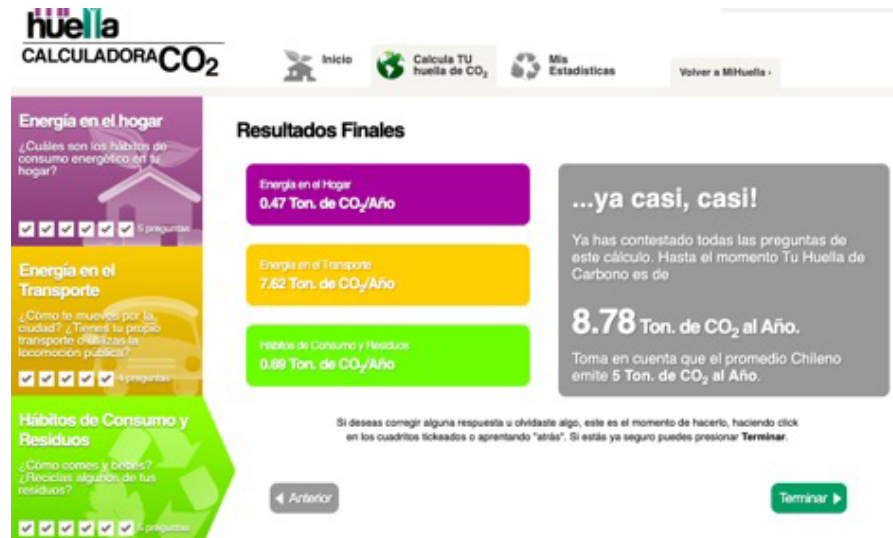 hüella
CALCULADORA CO₂
Inicio
Calcula TU
huella de CO₂
Mis
Estadísticas
Volver a MiHuella ›
Energía en el hogar
¿Cuáles son los hábitos de
consumo energético en tu
hogar?
5 preguntas
Energía en el
Transporte
¿Cómo te mueves por la
ciudad? ¿Tienes tu propio
transporte o utilizas la
locomoción pública?
4 preguntas
Hábitos de Consumo y
Residuos
¿Cómo comes y bebes?
¿Reciclas algunos de tus
residuos?
5 preguntas
Resultados Finales
Energía en el Hogar
0.47 Ton. de CO₂/Año
Energía en el Transporte
7.62 Ton. de CO₂/Año
Hábitos de Consumo y Residuos
0.69 Ton. de CO₂/Año
...ya casi, casi!
Ya has contestado todas las preguntas de
este cálculo. Hasta el momento Tu Huella de
Carbono es de
8.78 Ton. de CO₂ al Año.
Toma en cuenta que el promedio Chileno
emite 5 Ton. de CO₂ al Año.
Si deseas corregir alguna respuesta u olvidaste algo, este es el momento de hacerlo, haciendo click
en los cuadritos tickeados o aprentando "atrás". Si estás ya seguro puedes presionar Terminar.
Anterior
Terminar